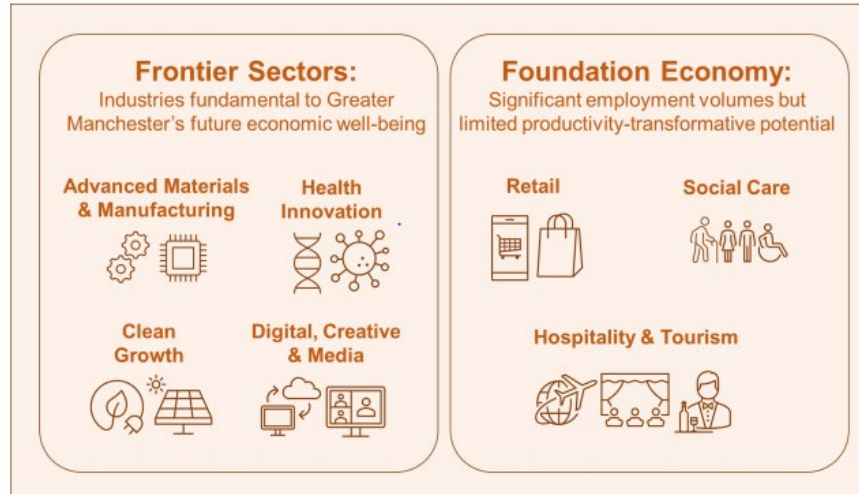 Frontier Sectors:
Industries fundamental to Greater
Manchester's future economic well-being
Advanced Materials
& Manufacturing
Health
Innovation
Clean
Growth
Digital, Creative
& Media
Foundation Economy:
Significant employment volumes but
limited productivity-transformative potential
Retail
Social Care
Hospitality & Tourism